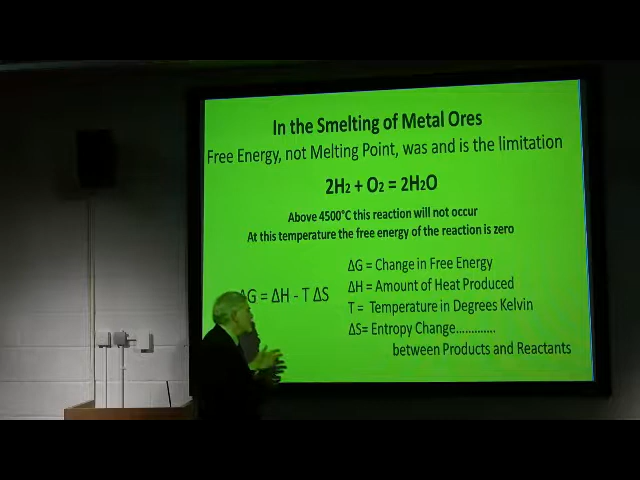 In the Smelting of Metal Ores
Free Energy, not Melting Point, was and is the limitation
2H₂ + O₂ = 2H₂O
Above 4500°C this reaction will not occur
At this temperature the free energy of the reaction is zero
ΔG = ΔH - T ΔS
ΔG = Change in Free Energy
ΔH = Amount of Heat Produced
T = Temperature in Degrees Kelvin
ΔS= Entropy Change.............
between Products and Reactants